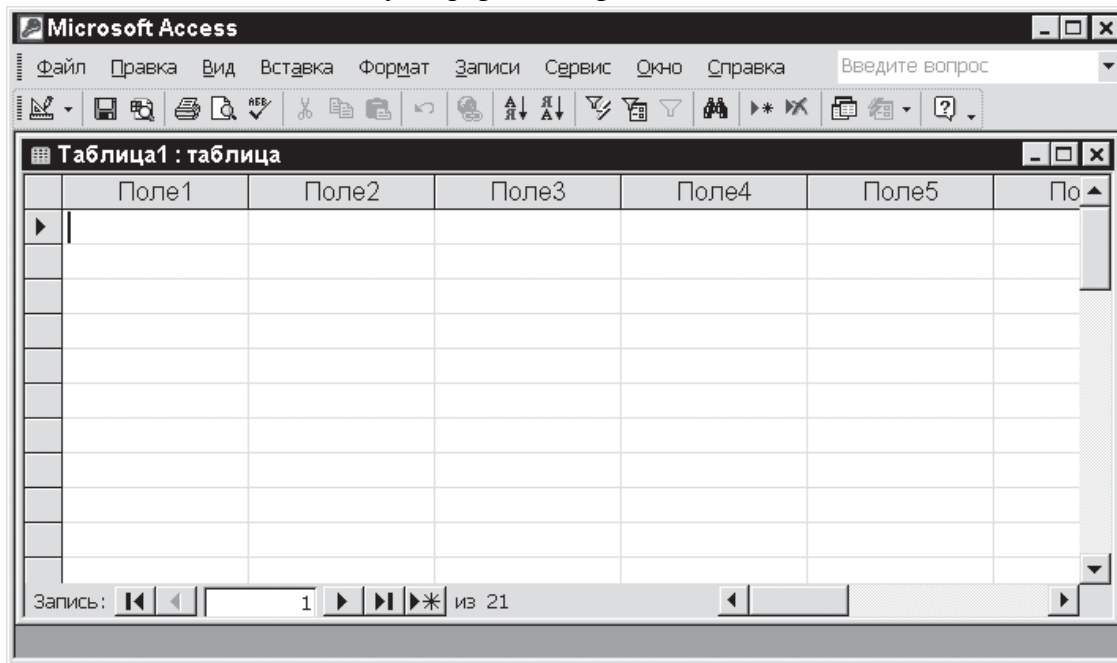 Microsoft Access
Файл Правка Вид Вставка Формат Записи Сервис Окно Справка Введите вопрос
Таблица1 : таблица
Поле1 Поле2 Поле3 Поле4 Поле5 По
Запись: 1 из 21